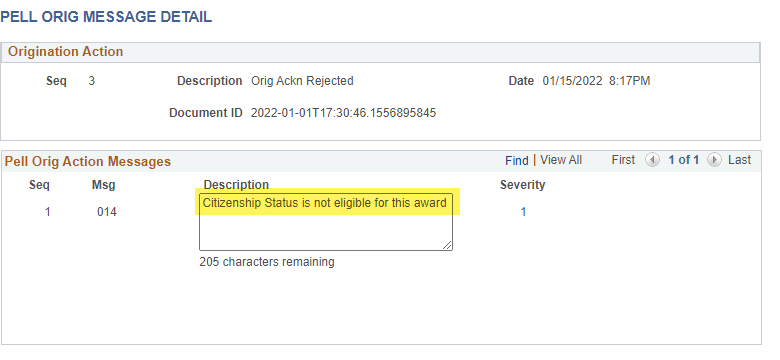 PELL ORIG MESSAGE DETAIL
Origination Action
Seq 3 Description Orig Ackn Rejected Date 01/15/2022 8:17PM
Document ID 2022-01-01T17:30:46.1556895845
Pell Orig Action Messages Find | View All First 1 of 1 Last
Seq Msg Description Severity
1 014 Citizenship Status is not eligible for this award 1
205 characters remaining